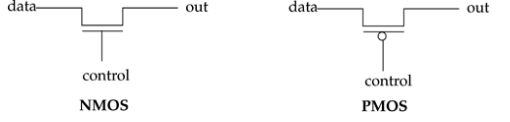 data out data out
control control
NMOS PMOS